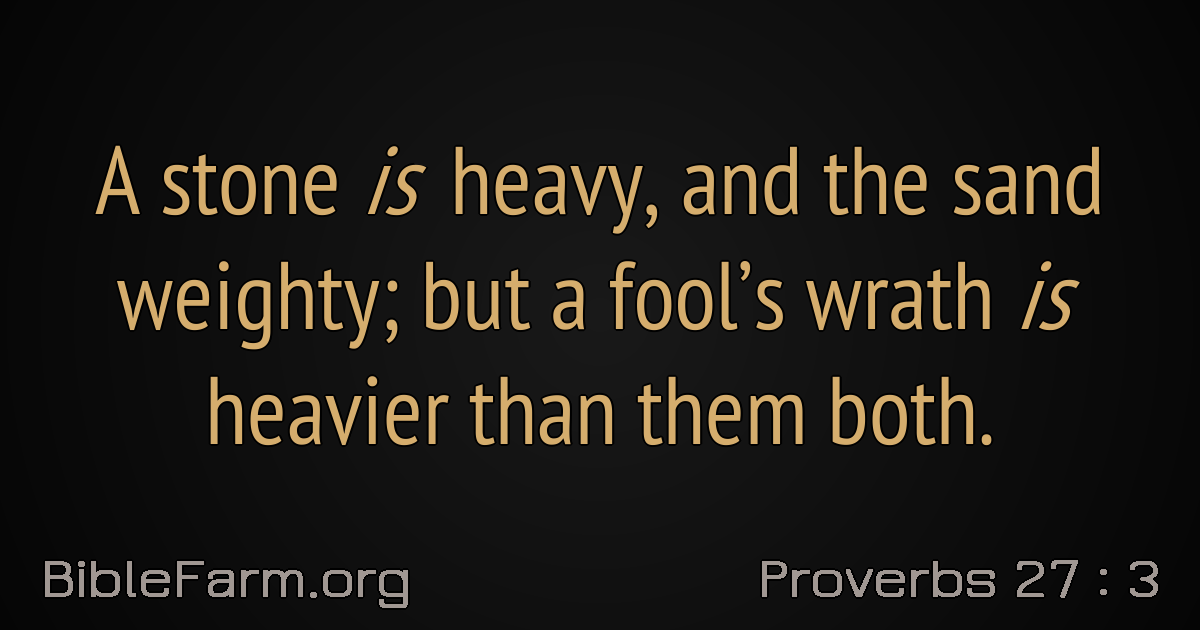 A stone is heavy, and the sand
weighty; but a fool’s wrath is
heavier than them both.
BibleFarm.org
Proverbs 27 : 3